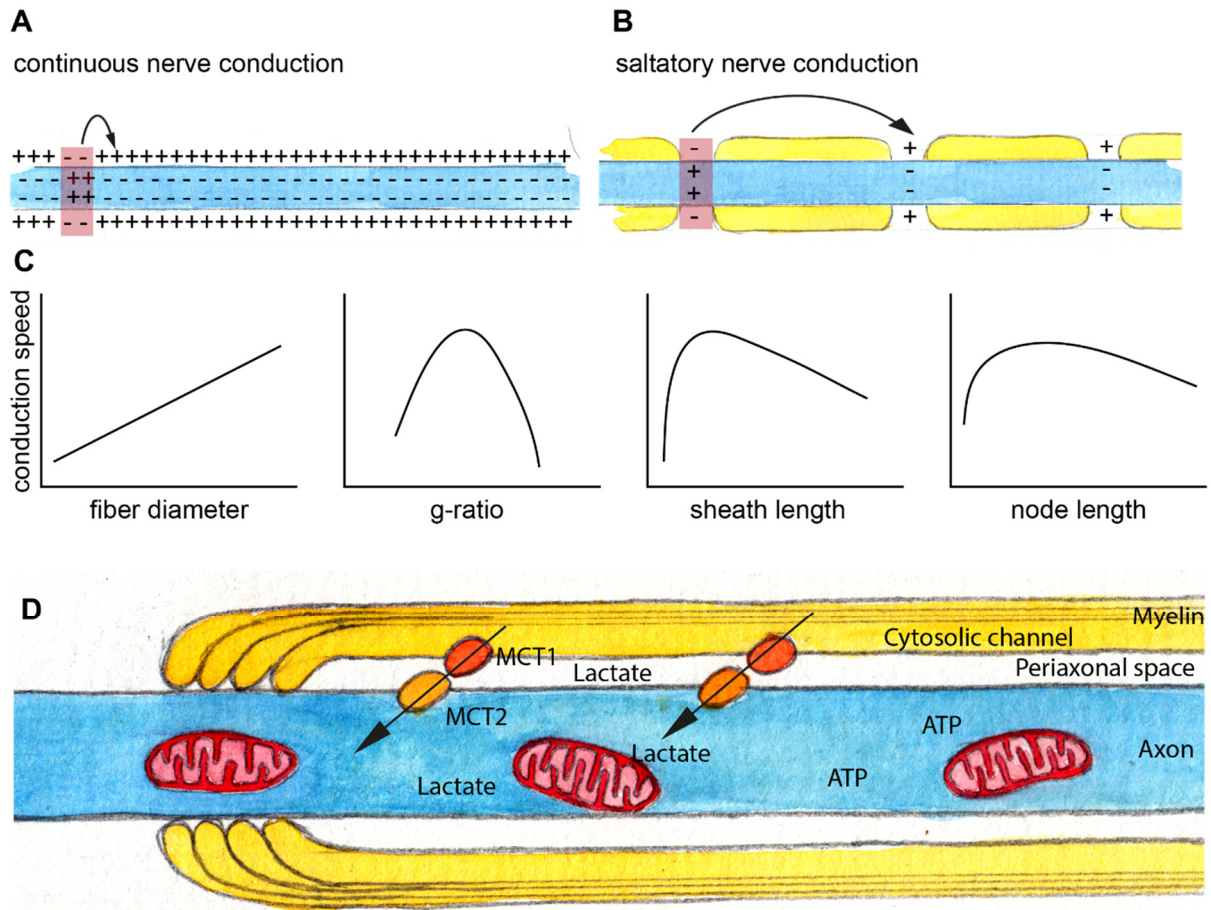 A
continuous nerve conduction
B
saltatory nerve conduction
+++ - - ++++++++++++++++++++++++++++++++++
- - - ++ - - - - - - - - - - - - - - - - - - - - - - - - - - - -
- - - ++ - - - - - - - - - - - - - - - - - - - - - - - - - - - -
+++ - - ++++++++++++++++++++++++++++++++++
- + +
+ - -
+ - -
- + +
C
conduction speed
fiber diameter
g-ratio
sheath length
node length
D
Myelin
Cytosolic channel
MCT1
Lactate
Periaxonal space
MCT2
ATP
Lactate
Axon
Lactate
ATP